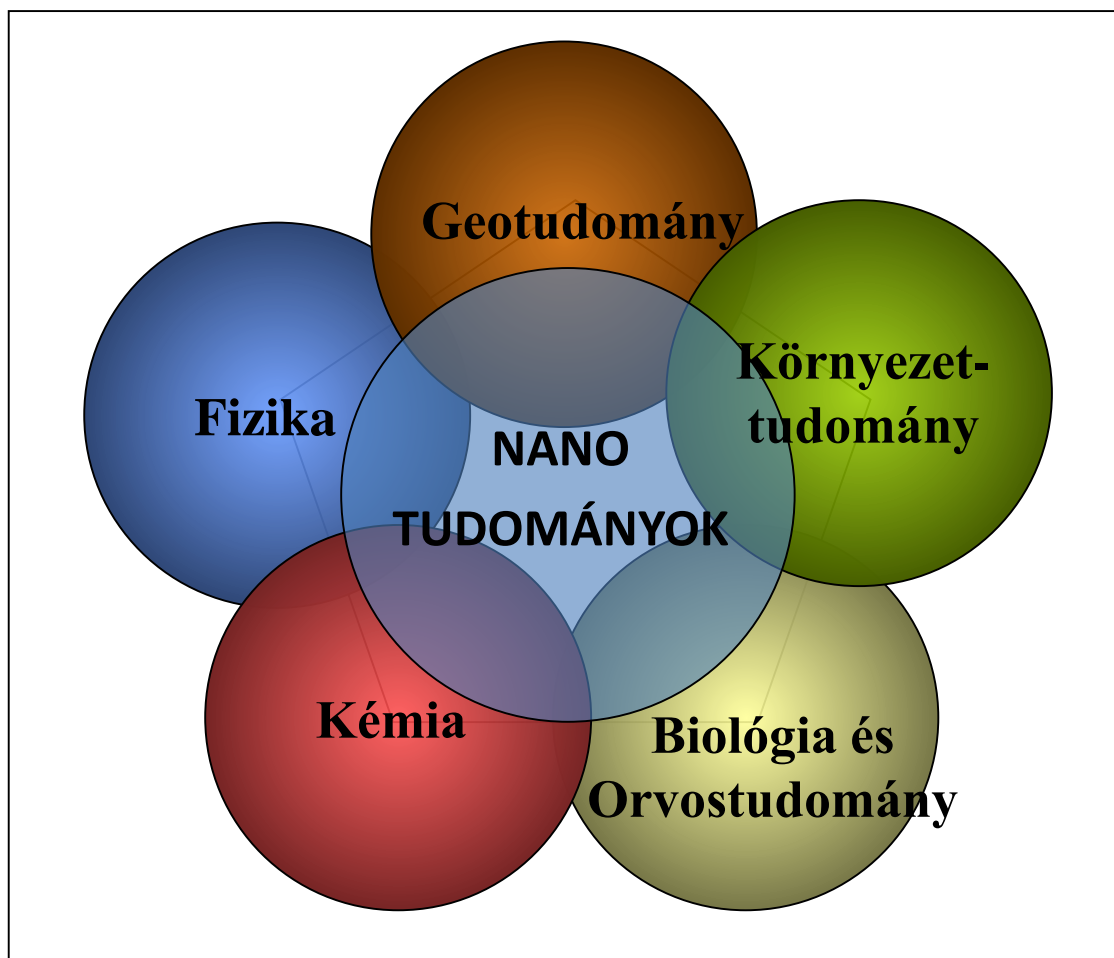 Geotudomány
Környezet-
tudomány
Fizika
NANO
TUDOMÁNYOK
Kémia
Biológia és
Orvostudomány